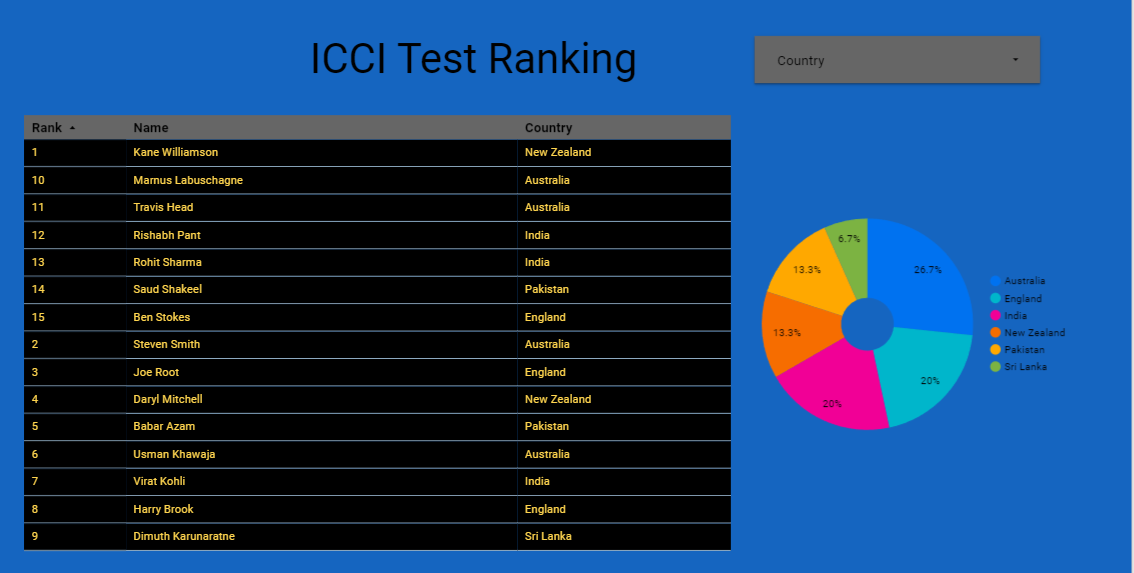 ICCI Test Ranking
Country
Rank Name Country
1 Kane Williamson New Zealand
10 Marnus Labuschagne Australia
11 Travis Head Australia
12 Rishabh Pant India
13 Rohit Sharma India
14 Saud Shakeel Pakistan
15 Ben Stokes England
2 Steven Smith Australia
3 Joe Root England
4 Daryl Mitchell New Zealand
5 Babar Azam Pakistan
6 Usman Khawaja Australia
7 Virat Kohli India
8 Harry Brook England
9 Dimuth Karunaratne Sri Lanka
6.7%
26.7%
13.3%
13.3%
20%
20%
Australia
England
India
New Zealand
Pakistan
Sri Lanka